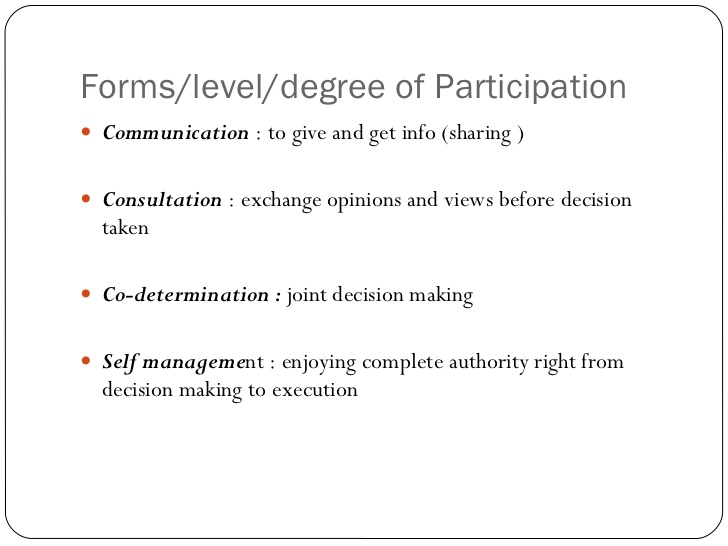 Forms/level/degree of Participation
Communication : to give and get info (sharing )
Consultation : exchange opinions and views before decision
taken
Co-determination : joint decision making
Self management : enjoying complete authority right from
decision making to execution